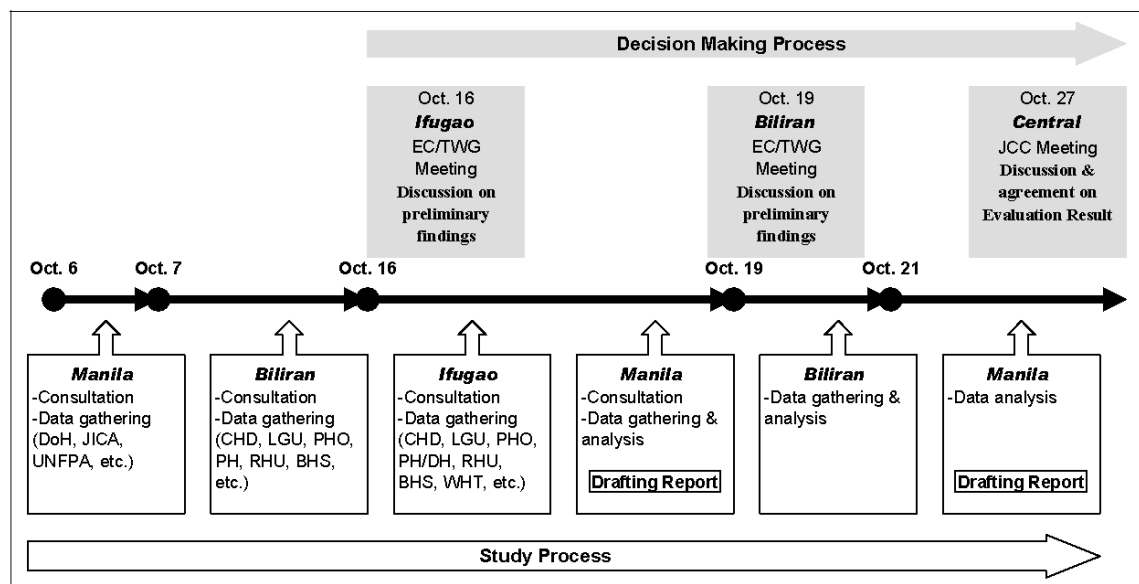 Decision Making Process
Oct. 16
Ifugao
EC/TWG
Meeting
Discussion on
preliminary
findings
Oct. 19
Biliran
EC/TWG
Meeting
Discussion on
preliminary
findings
Oct. 27
Central
JCC Meeting
Discussion &
agreement on
Evaluation Result
Oct. 6
Oct. 7
Oct. 16
Oct. 19
Oct. 21
Manila
-Consultation
-Data gathering
(DoH, JICA,
UNFPA, etc.)
Biliran
-Consultation
-Data gathering
(CHD, LGU, PHO,
PH, RHU, BHS,
etc.)
Ifugao
-Consultation
-Data gathering
(CHD, LGU, PHO,
PH/DH, RHU,
BHS, WHT, etc.)
Manila
-Consultation
-Data gathering &
analysis
Drafting Report
Biliran
-Data gathering &
analysis
Manila
-Data analysis
Drafting Report
Study Process